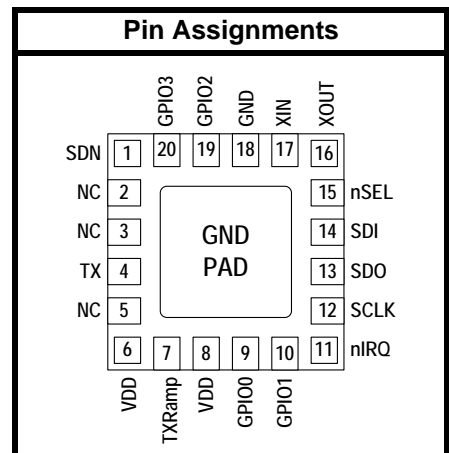 Pin Assignments
GPIO3
GPIO2
GND
XIN
XOUT
SDN 1 20 19 18 17 16
NC 2 15 nSEL
NC 3 GND 14 SDI
TX 4 PAD 13 SDO
NC 5 12 SCLK
6 7 8 9 10 11 nIRQ
VDD
TXRamp
VDD
GPIO0
GPIO1